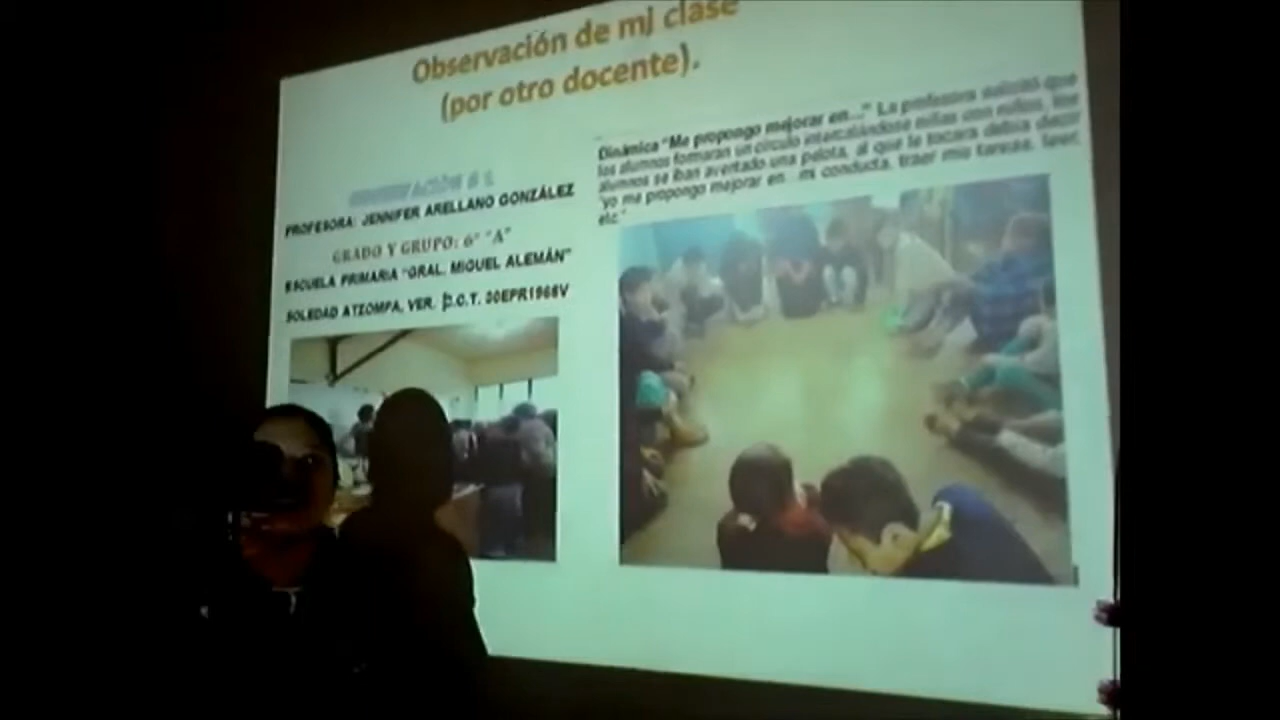 Observación de mi clase
(por otro docente).
Dinámica "Me propongo mejorar en..." La profesora solicitó que
los alumnos formaran un círculo intercalándose niñas con niños, los
alumnos se iban aventado una pelota, al que le tocara debía decir
"yo me propongo mejorar en mi conducta, traer mis tareas, leer,
etc."
# 1
PROFESORA: JENNIFER ARELLANO GONZÁLEZ
GRADO Y GRUPO: 6° "A"
ESCUELA PRIMARIA "GRAL. MIGUEL ALEMÁN"
SOLEDAD ATZOMPA, VER. C.C.T. 30EPR1966V